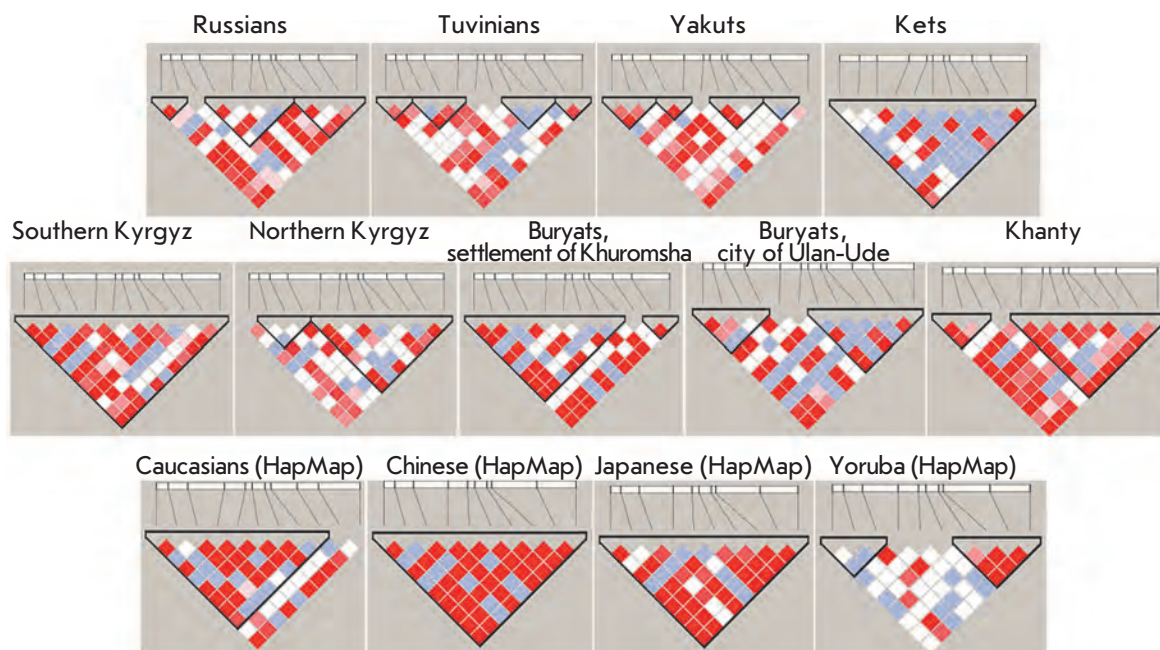 Russians
Tuvinians
Yakuts
Kets
Southern Kyrgyz
Northern Kyrgyz
Buryats,
settlement of Khuromsha
Buryats,
city of Ulan-Ude
Khanty
Caucasians (HapMap)
Chinese (HapMap)
Japanese (HapMap)
Yoruba (HapMap)